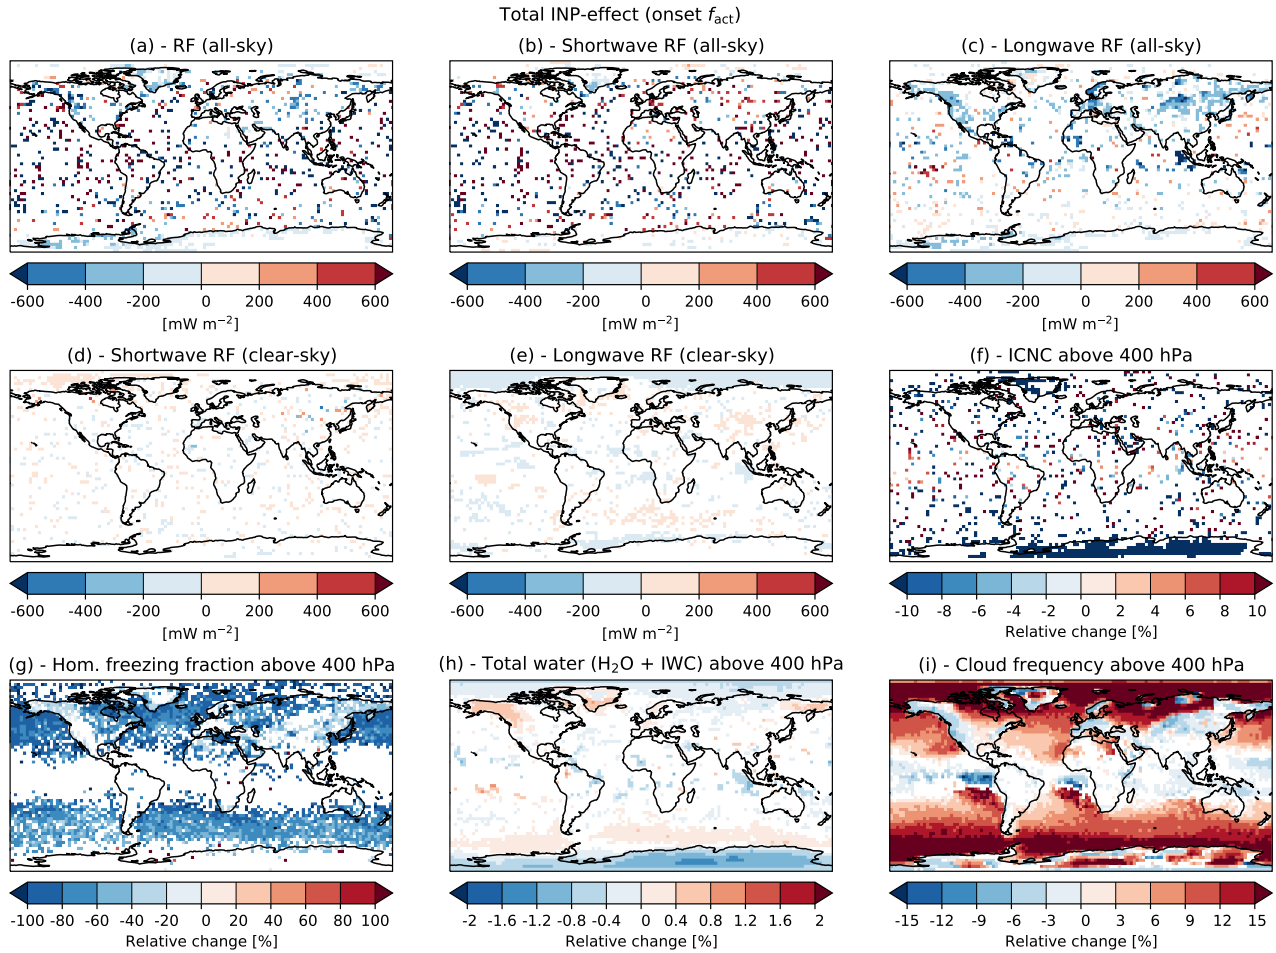 Total INP-effect (onset f_act)
(a) - RF (all-sky)
(b) - Shortwave RF (all-sky)
(c) - Longwave RF (all-sky)
-600 -400 -200 0 200 400 600
-600 -400 -200 0 200 400 600
-600 -400 -200 0 200 400 600
[mW m⁻²]
[mW m⁻²]
[mW m⁻²]
(d) - Shortwave RF (clear-sky)
(e) - Longwave RF (clear-sky)
(f) - ICNC above 400 hPa
-600 -400 -200 0 200 400 600
-600 -400 -200 0 200 400 600
-10 -8 -6 -4 -2 0 2 4 6 8 10
[mW m⁻²]
[mW m⁻²]
Relative change [%]
(g) - Hom. freezing fraction above 400 hPa
(h) - Total water (H₂O + IWC) above 400 hPa
(i) - Cloud frequency above 400 hPa
-100 -80 -60 -40 -20 0 20 40 60 80 100
-2 -1.6 -1.2 -0.8 -0.4 0 0.4 0.8 1.2 1.6 2
-15 -12 -9 -6 -3 0 3 6 9 12 15
Relative change [%]
Relative change [%]
Relative change [%]